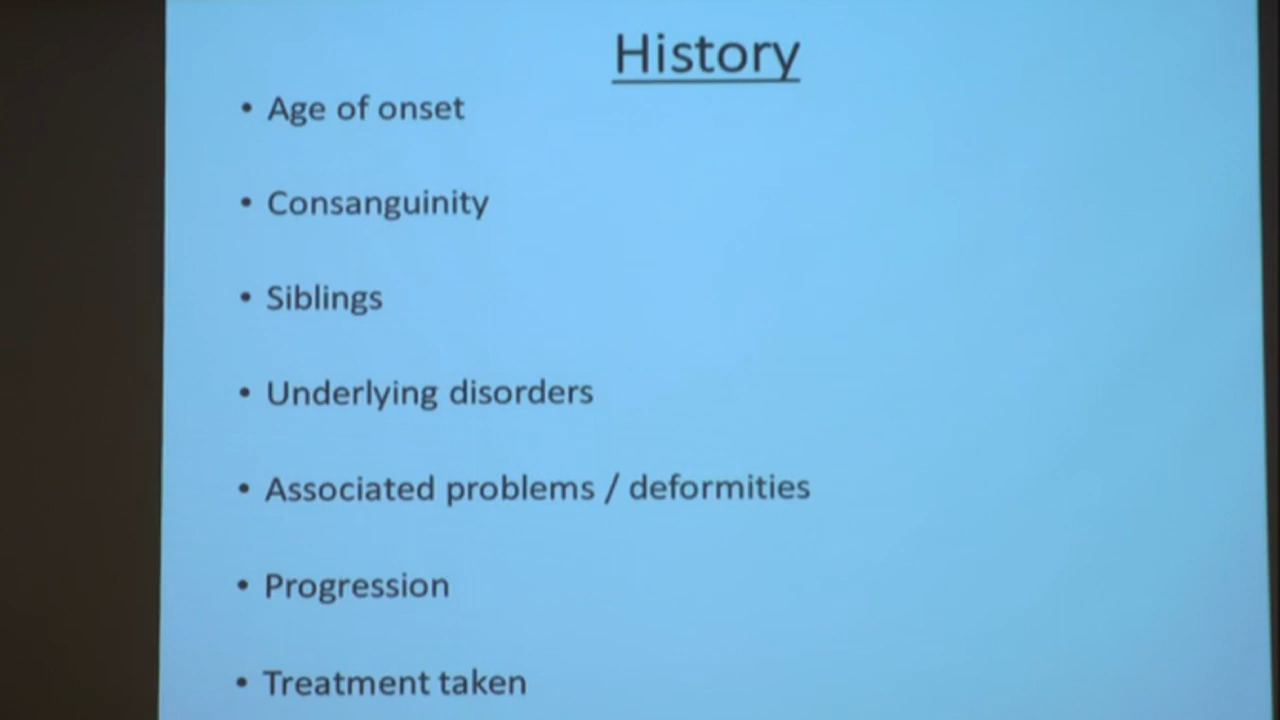 History
• Age of onset
• Consanguinity
• Siblings
• Underlying disorders
• Associated problems / deformities
• Progression
• Treatment taken